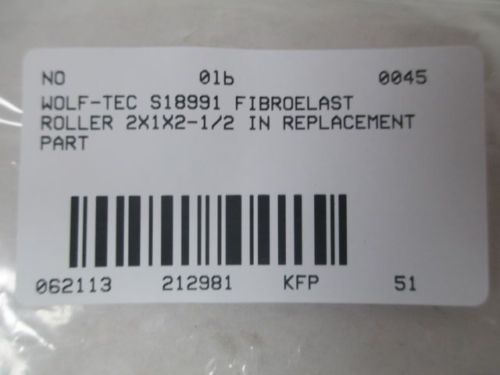 NO 01b 0045
WOLF-TEC S18991 FIBROELAST
ROLLER 2X1X2-1/2 IN REPLACEMENT
PART
062113 212981 KFP 51